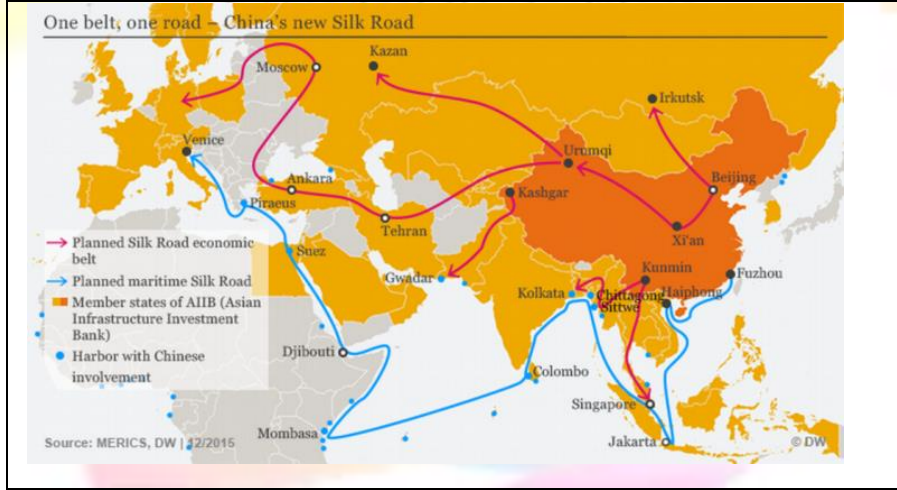 One belt, one road – China's new Silk Road
Kazan
Moscow
Irkutsk
Venice
Urumqi
Ankara
Kashgar
Beijing
Piraeus
Tehran
Xi'an
Planned Silk Road economic
belt
Suez
Kunmin
Fuzhou
Gwadar
Planned maritime Silk Road
Kolkata
Chittagong
Haiphong
Sittwe
Member states of AIIB (Asian
Infrastructure Investment
Bank)
Djibouti
Harbor with Chinese
involvement
Colombo
Singapore
Mombasa
Jakarta
Source: MERICS, DW | 12/2015
© DW